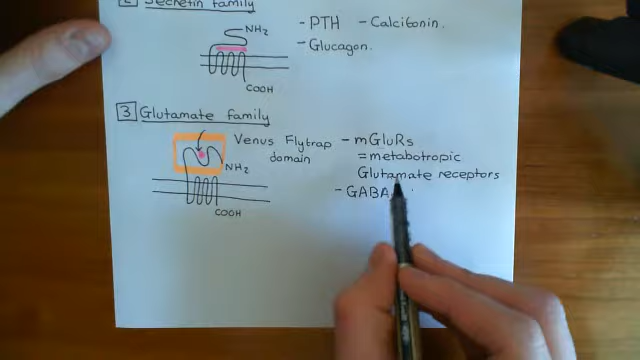 2 Secretin family
- PTH - Calcitonin.
- Glucagon.
NH2
COOH
3 Glutamate family
Venus Flytrap domain
NH2
COOH
- mGluRs
= metabotropic
Glutamate receptors
- GABA